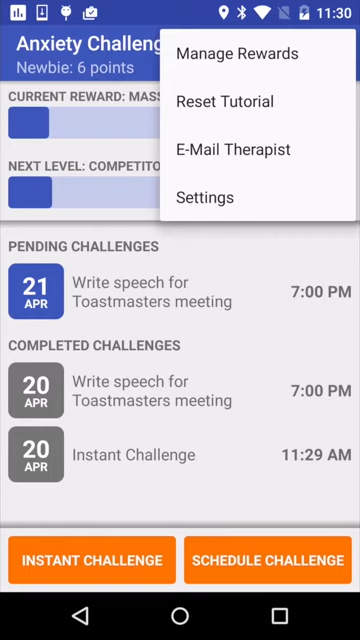 11:30
Anxiety Challeng
Newbie: 6 points
Manage Rewards
Reset Tutorial
E-Mail Therapist
Settings
CURRENT REWARD: MASS
NEXT LEVEL: COMPETITO
PENDING CHALLENGES
21
APR
Write speech for
Toastmasters meeting
7:00 PM
COMPLETED CHALLENGES
20
APR
Write speech for
Toastmasters meeting
7:00 PM
20
APR
Instant Challenge
11:29 AM
INSTANT CHALLENGE
SCHEDULE CHALLENGE